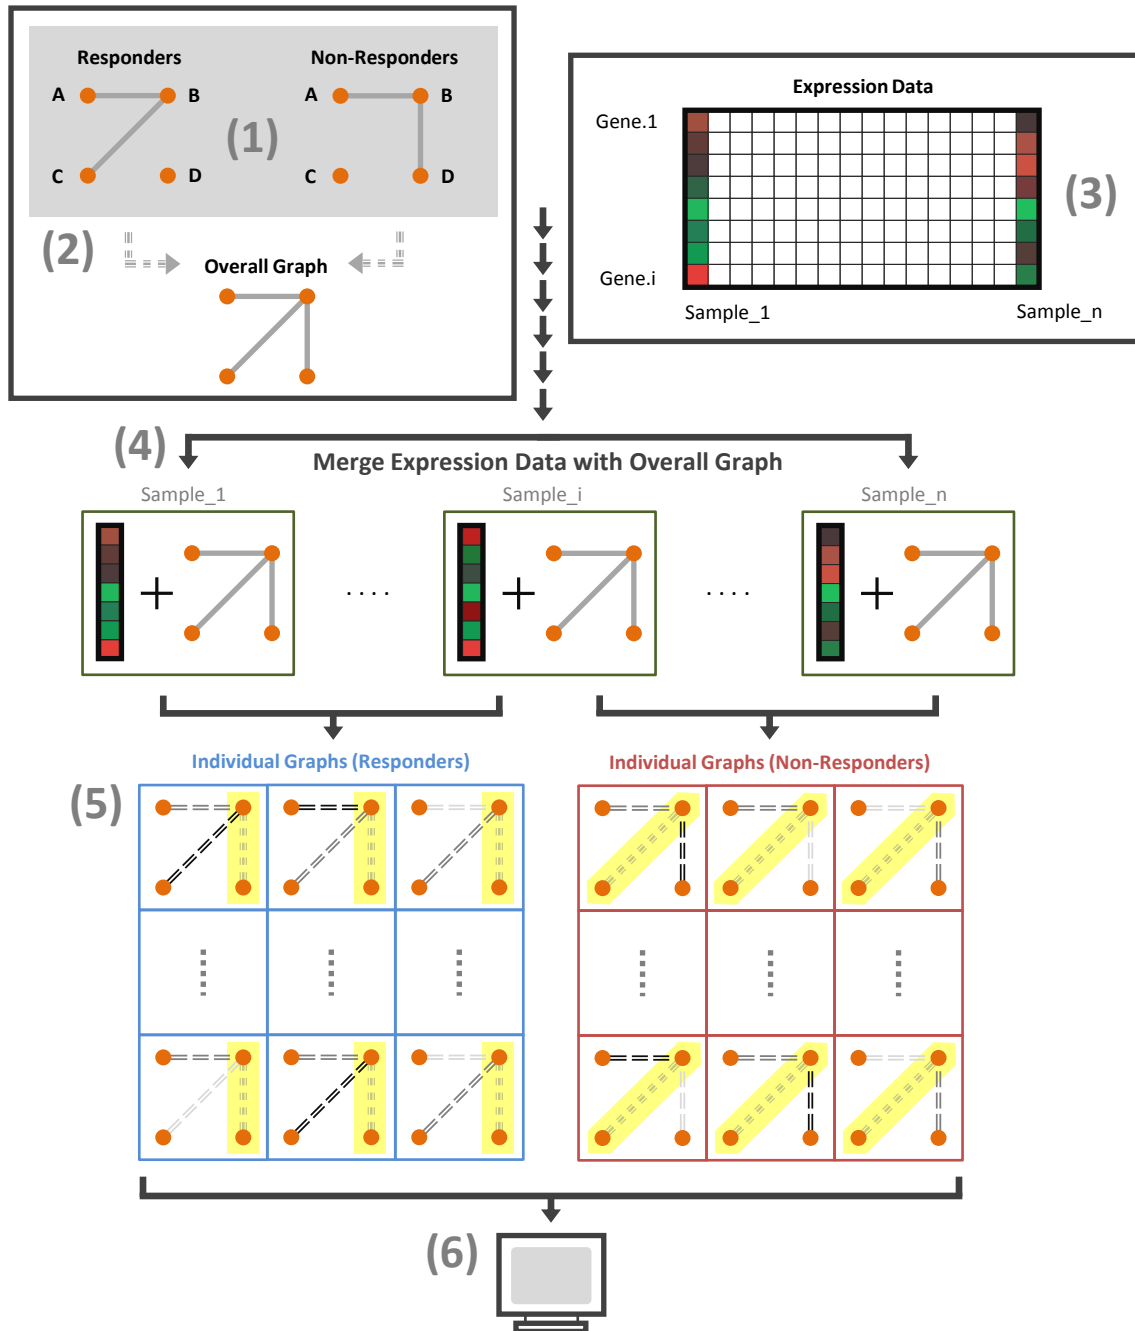 Responders
Non-Responders
A
B
A
B
(1)
C
D
C
D
(2)
Overall Graph
Expression Data
Gene.1
(3)
Gene.i
Sample_1
Sample_n
(4)
Merge Expression Data with Overall Graph
Sample_1
Sample_i
Sample_n
+
. . . .
+
. . . .
+
Individual Graphs (Responders)
Individual Graphs (Non-Responders)
(5)
(6)